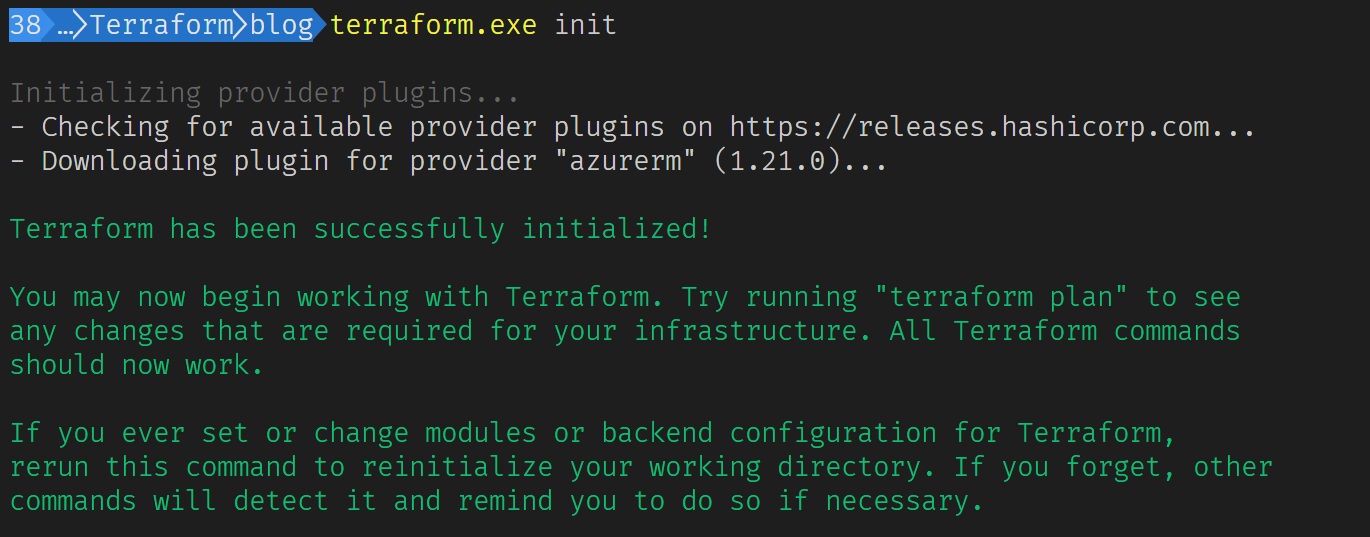 38 …>Terraform>blog terraform.exe init
Initializing provider plugins...
- Checking for available provider plugins on https://releases.hashicorp.com...
- Downloading plugin for provider "azurerm" (1.21.0)...
Terraform has been successfully initialized!
You may now begin working with Terraform. Try running "terraform plan" to see
any changes that are required for your infrastructure. All Terraform commands
should now work.
If you ever set or change modules or backend configuration for Terraform,
rerun this command to reinitialize your working directory. If you forget, other
commands will detect it and remind you to do so if necessary.